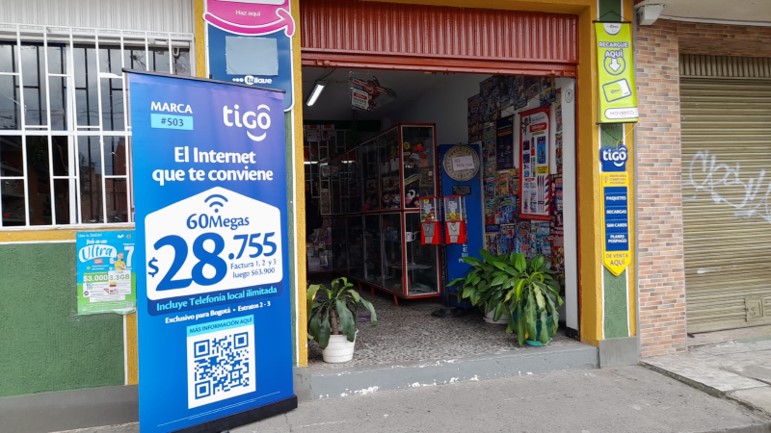 Haz aquí
tullave
MARCA
#503
tigo
El Internet
que te conviene
60Megas
$28.755
Factura 1, 2 y 3
luego $63.900
Incluye Telefonía local ilimitada
Exclusivo para Bogotá • Estratos 2 - 3
MÁS INFORMACIÓN AQUÍ
Ultra
$3.000
RECARGUE
AQUÍ
tigo
PAQUETES
RECARGAS
SIM CARDS
PLANES
POSPAGO
DE VENTA
AQUÍ